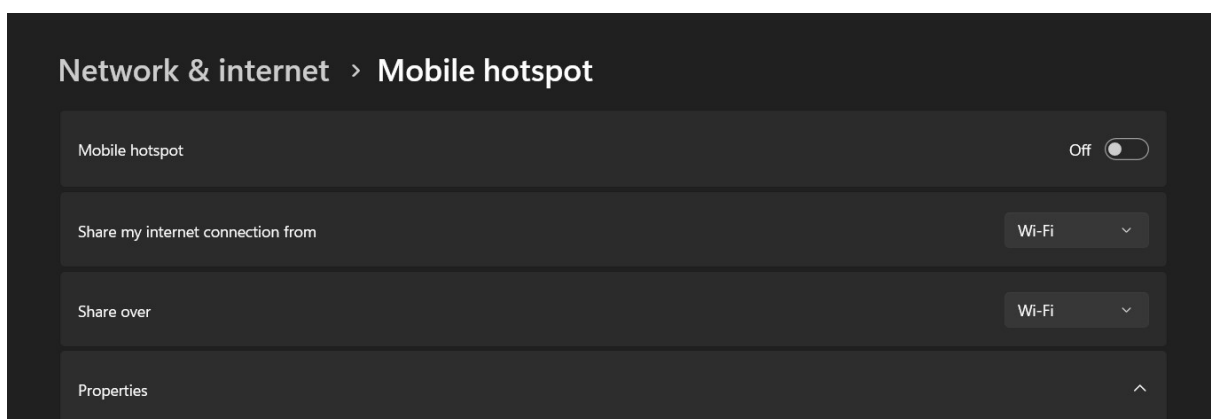 Network & internet > Mobile hotspot
Mobile hotspot Off
Share my internet connection from Wi-Fi
Share over Wi-Fi
Properties